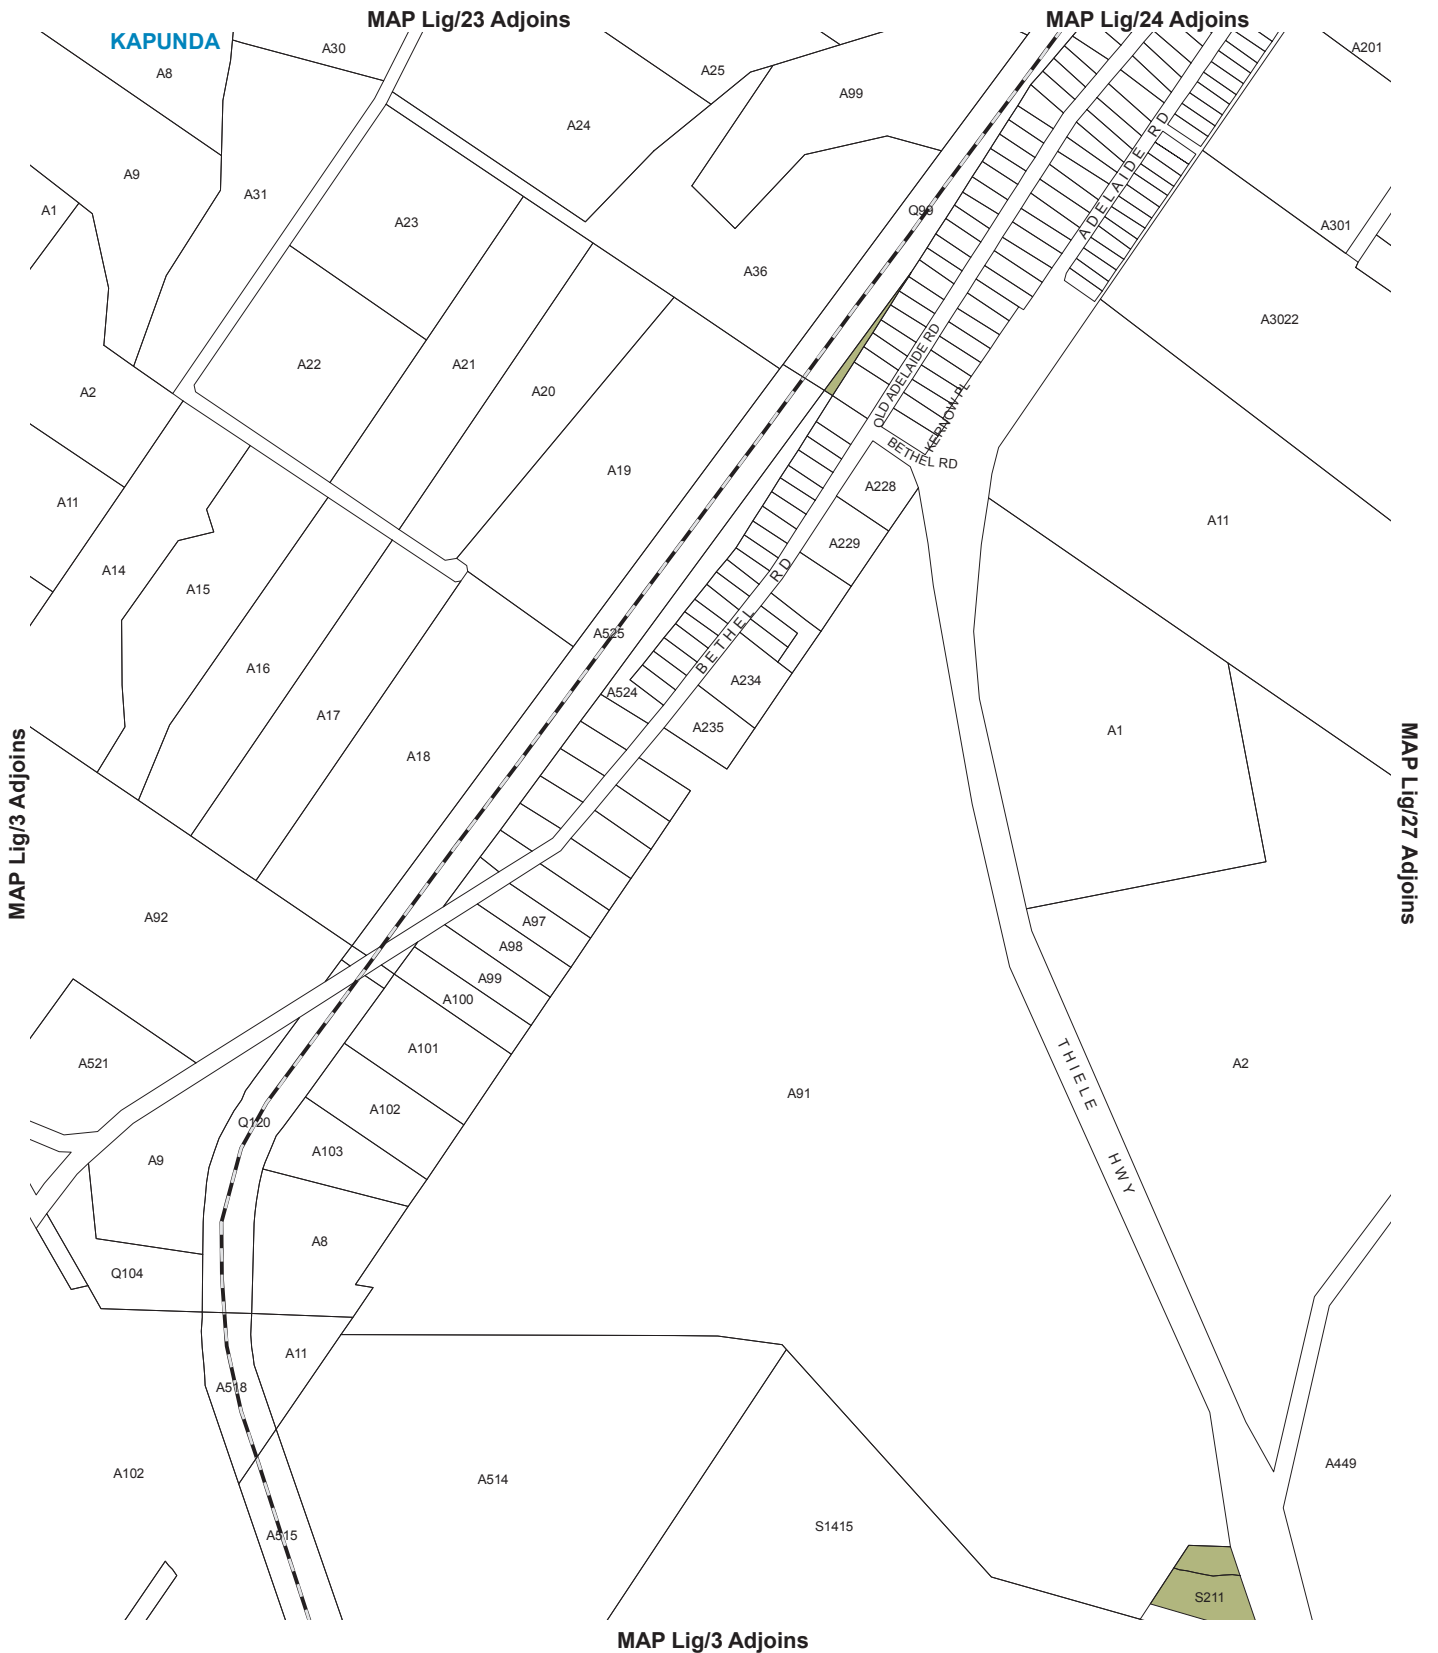 MAP Lig/23 Adjoins
MAP Lig/24 Adjoins
KAPUNDA
A30
A201
A8
A25
A99
A24
A9
A31
A1
A23
Q99
ADELAIDE RD
A301
A36
A3022
A22
A21
A20
OLD ADELAIDE RD
A2
KERNOW PL
BETHEL RD
A19
A228
A11
A11
A229
A14
A15
BETHEL RD
A525
A16
A234
A524
A17
A235
A1
A18
MAP Lig/3 Adjoins
MAP Lig/27 Adjoins
A92
A97
A98
A99
A100
A101
A521
A2
THIELE HWY
A91
A102
Q120
A103
A9
A8
Q104
A11
A518
A102
A514
A449
S1415
A515
S211
MAP Lig/3 Adjoins